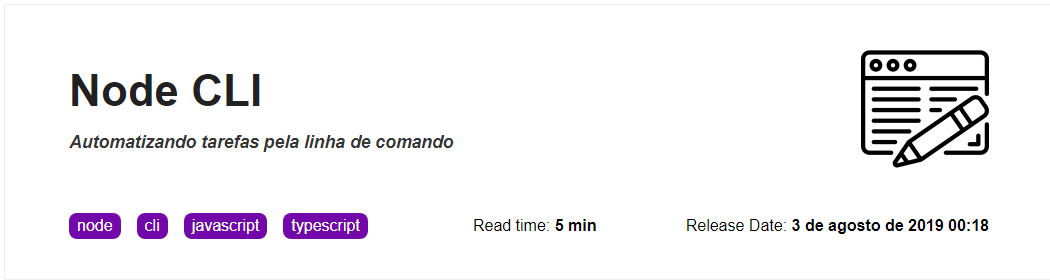 Node CLI
Automatizando tarefas pela linha de comando
node cli javascript typescript Read time: 5 min Release Date: 3 de agosto de 2019 00:18